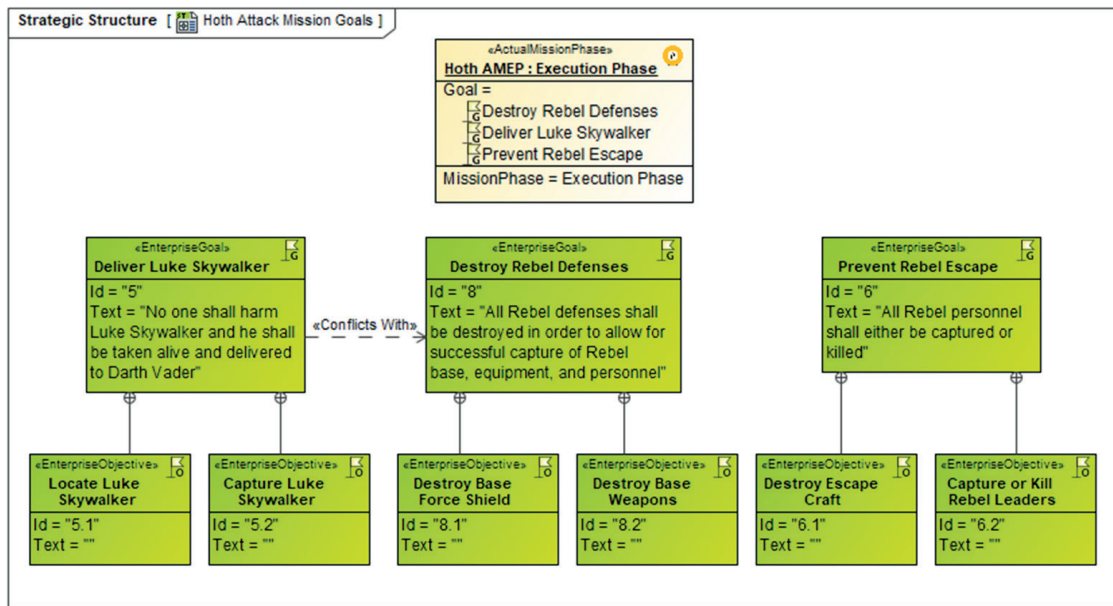 Strategic Structure [ Hoth Attack Mission Goals ]
«ActualMissionPhase»
Hoth AMEP : Execution Phase
Goal =
Destroy Rebel Defenses
Deliver Luke Skywalker
Prevent Rebel Escape
MissionPhase = Execution Phase
«EnterpriseGoal»
Deliver Luke Skywalker
Id = "5"
Text = "No one shall harm
Luke Skywalker and he shall
be taken alive and delivered
to Darth Vader"
«Conflicts With»
«EnterpriseGoal»
Destroy Rebel Defenses
Id = "8"
Text = "All Rebel defenses shall
be destroyed in order to allow for
successful capture of Rebel
base, equipment, and personnel"
«EnterpriseGoal»
Prevent Rebel Escape
Id = "6"
Text = "All Rebel personnel
shall either be captured or
killed"
«EnterpriseObjective»
Locate Luke
Skywalker
Id = "5.1"
Text = ""
«EnterpriseObjective»
Capture Luke
Skywalker
Id = "5.2"
Text = ""
«EnterpriseObjective»
Destroy Base
Force Shield
Id = "8.1"
Text = ""
«EnterpriseObjective»
Destroy Base
Weapons
Id = "8.2"
Text = ""
«EnterpriseObjective»
Destroy Escape
Craft
Id = "6.1"
Text = ""
«EnterpriseObjective»
Capture or Kill
Rebel Leaders
Id = "6.2"
Text = ""